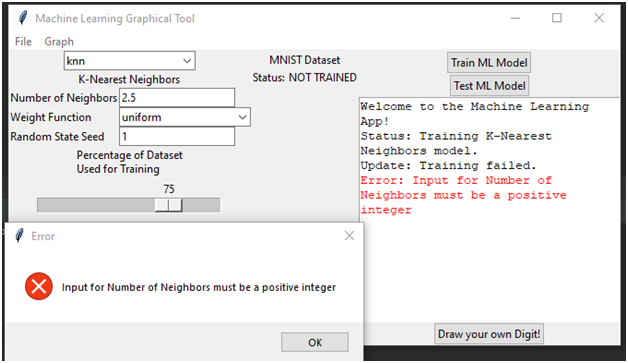 Machine Learning Graphical Tool
File Graph
knn
K-Nearest Neighbors
Number of Neighbors 2.5
Weight Function uniform
Random State Seed 1
Percentage of Dataset
Used for Training
75
MNIST Dataset
Status: NOT TRAINED
Train ML Model
Test ML Model
Welcome to the Machine Learning
App!
Status: Training K-Nearest
Neighbors model.
Update: Training failed.
Error: Input for Number of
Neighbors must be a positive
integer
Draw your own Digit!
Error
Input for Number of Neighbors must be a positive integer
OK